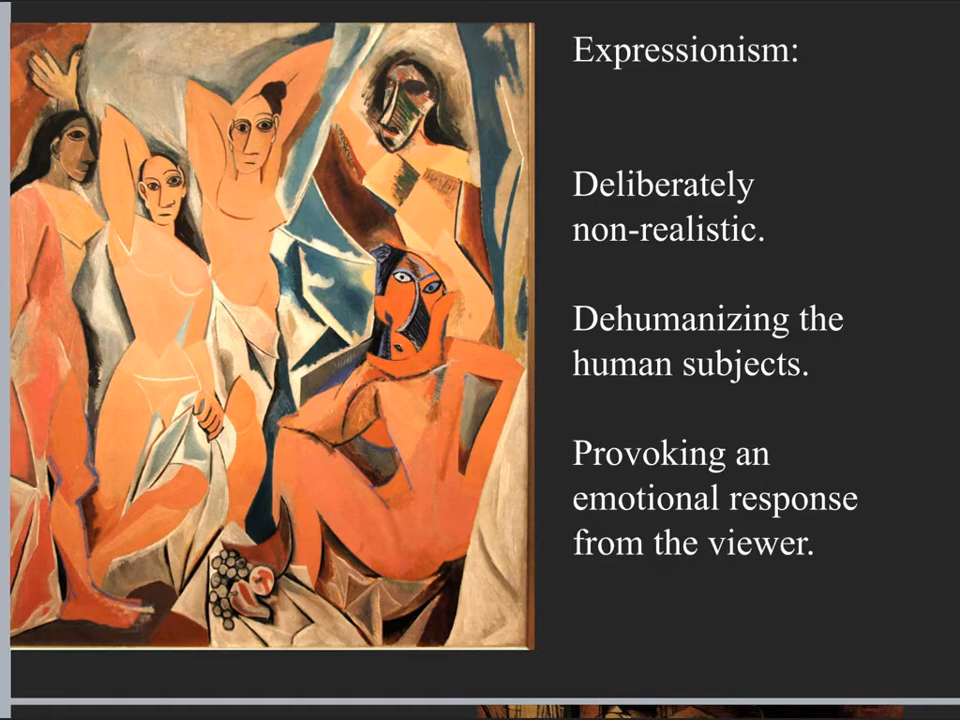 Expressionism:
Deliberately
non-realistic.
Dehumanizing the
human subjects.
Provoking an
emotional response
from the viewer.